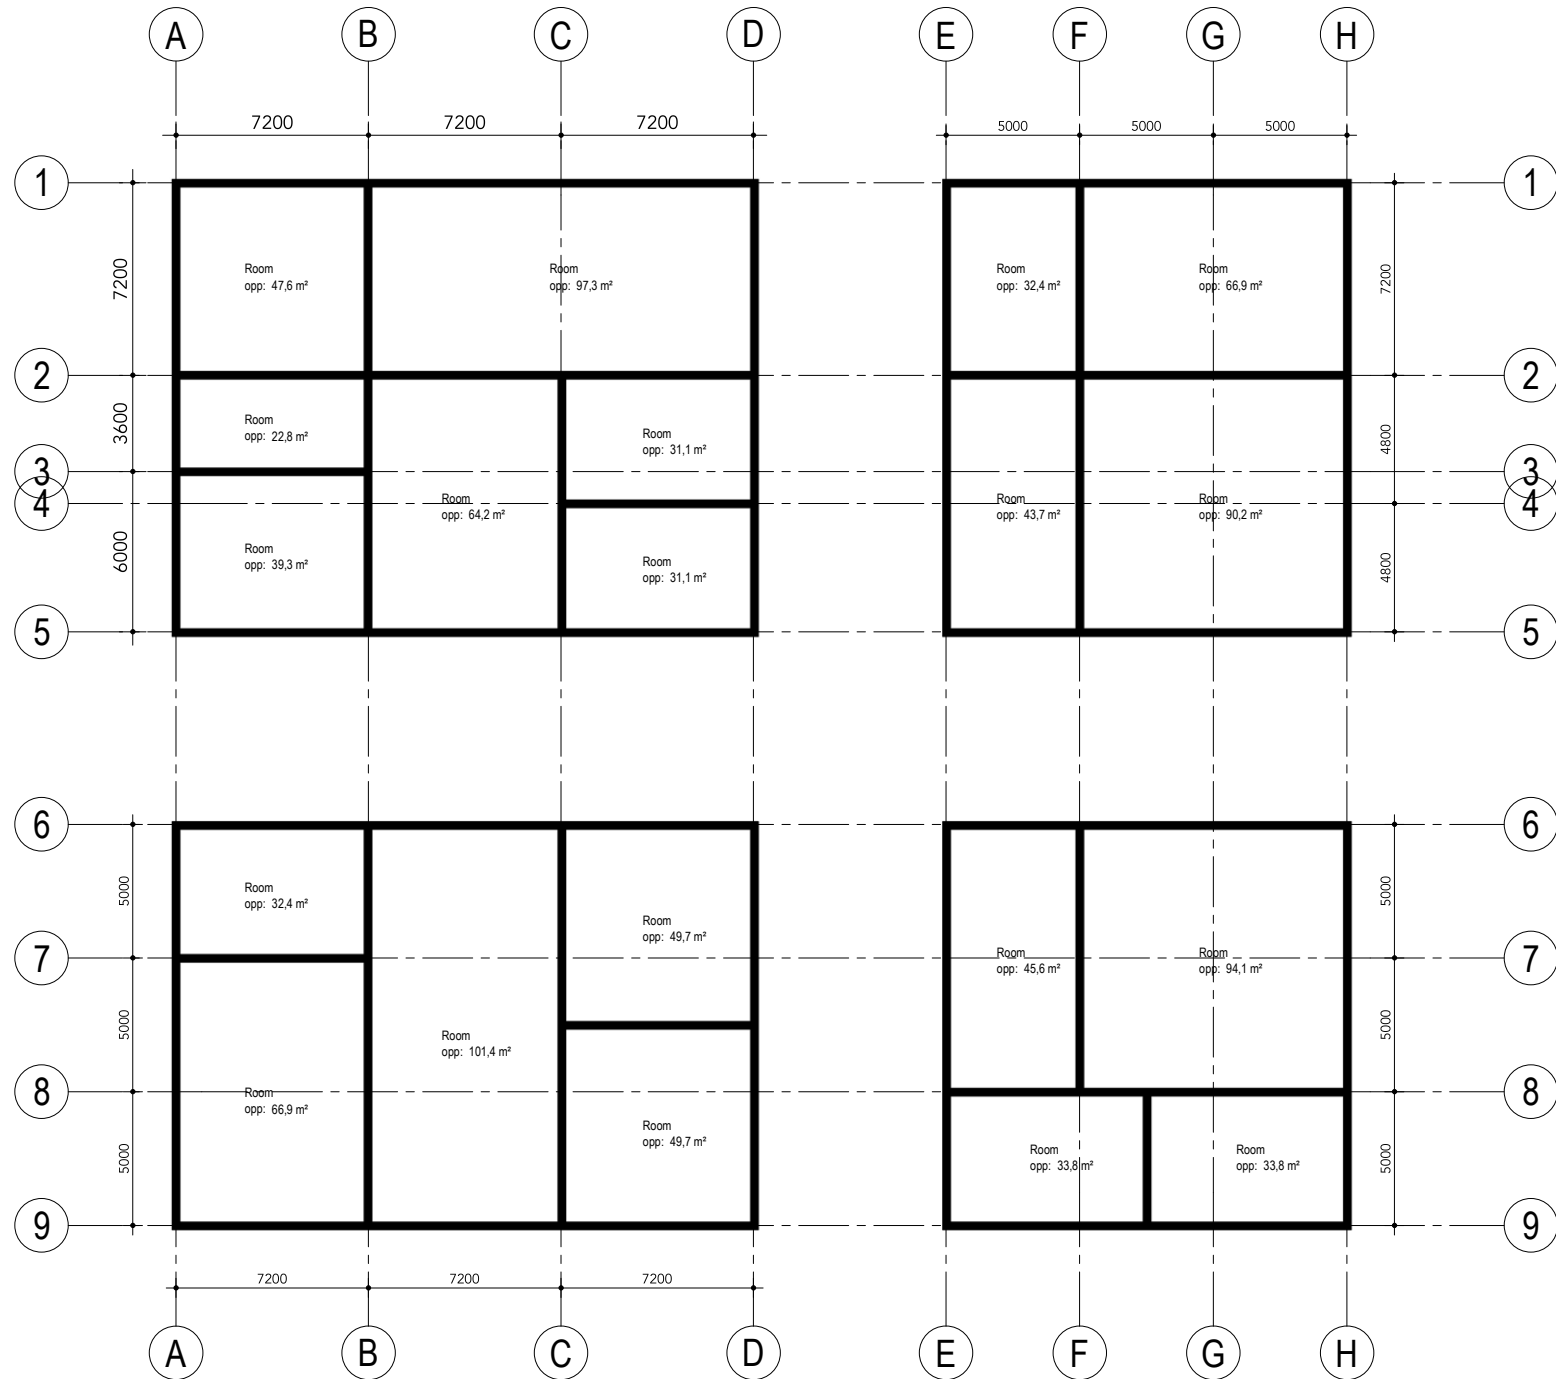 A B C D E F G H
7200 7200 7200 5000 5000 5000
1 1
7200 7200
Room Room Room Room
opp: 47,6 m² opp: 97,3 m² opp: 32,4 m² opp: 66,9 m²
2 2
3600 4800
Room
opp: 22,8 m²
Room
opp: 31,1 m²
3 3
4 4
Room Room Room
opp: 64,2 m² opp: 43,7 m² opp: 90,2 m²
6000 4800
Room
opp: 39,3 m²
Room
opp: 31,1 m²
5 5
6 6
5000 5000
Room
opp: 32,4 m²
Room
opp: 49,7 m²
7 7
Room Room
opp: 45,6 m² opp: 94,1 m²
5000 5000
Room
opp: 101,4 m²
8 8
Room
opp: 66,9 m²
Room
opp: 49,7 m²
5000 5000
Room Room
opp: 33,8 m² opp: 33,8 m²
9 9
7200 7200 7200
A B C D E F G H